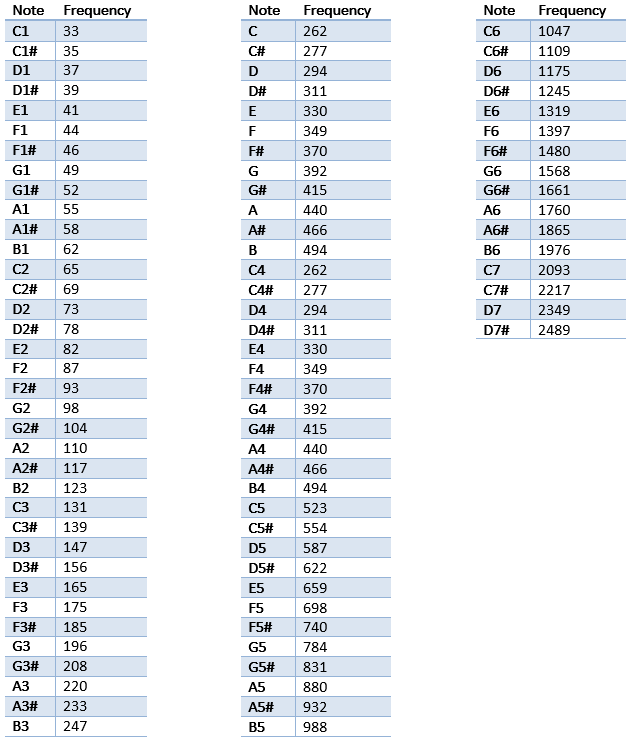 Note Frequency
C1 33
C1# 35
D1 37
D1# 39
E1 41
F1 44
F1# 46
G1 49
G1# 52
A1 55
A1# 58
B1 62
C2 65
C2# 69
D2 73
D2# 78
E2 82
F2 87
F2# 93
G2 98
G2# 104
A2 110
A2# 117
B2 123
C3 131
C3# 139
D3 147
D3# 156
E3 165
F3 175
F3# 185
G3 196
G3# 208
A3 220
A3# 233
B3 247
Note Frequency
C 262
C# 277
D 294
D# 311
E 330
F 349
F# 370
G 392
G# 415
A 440
A# 466
B 494
C4 262
C4# 277
D4 294
D4# 311
E4 330
F4 349
F4# 370
G4 392
G4# 415
A4 440
A4# 466
B4 494
C5 523
C5# 554
D5 587
D5# 622
E5 659
F5 698
F5# 740
G5 784
G5# 831
A5 880
A5# 932
B5 988
Note Frequency
C6 1047
C6# 1109
D6 1175
D6# 1245
E6 1319
F6 1397
F6# 1480
G6 1568
G6# 1661
A6 1760
A6# 1865
B6 1976
C7 2093
C7# 2217
D7 2349
D7# 2489